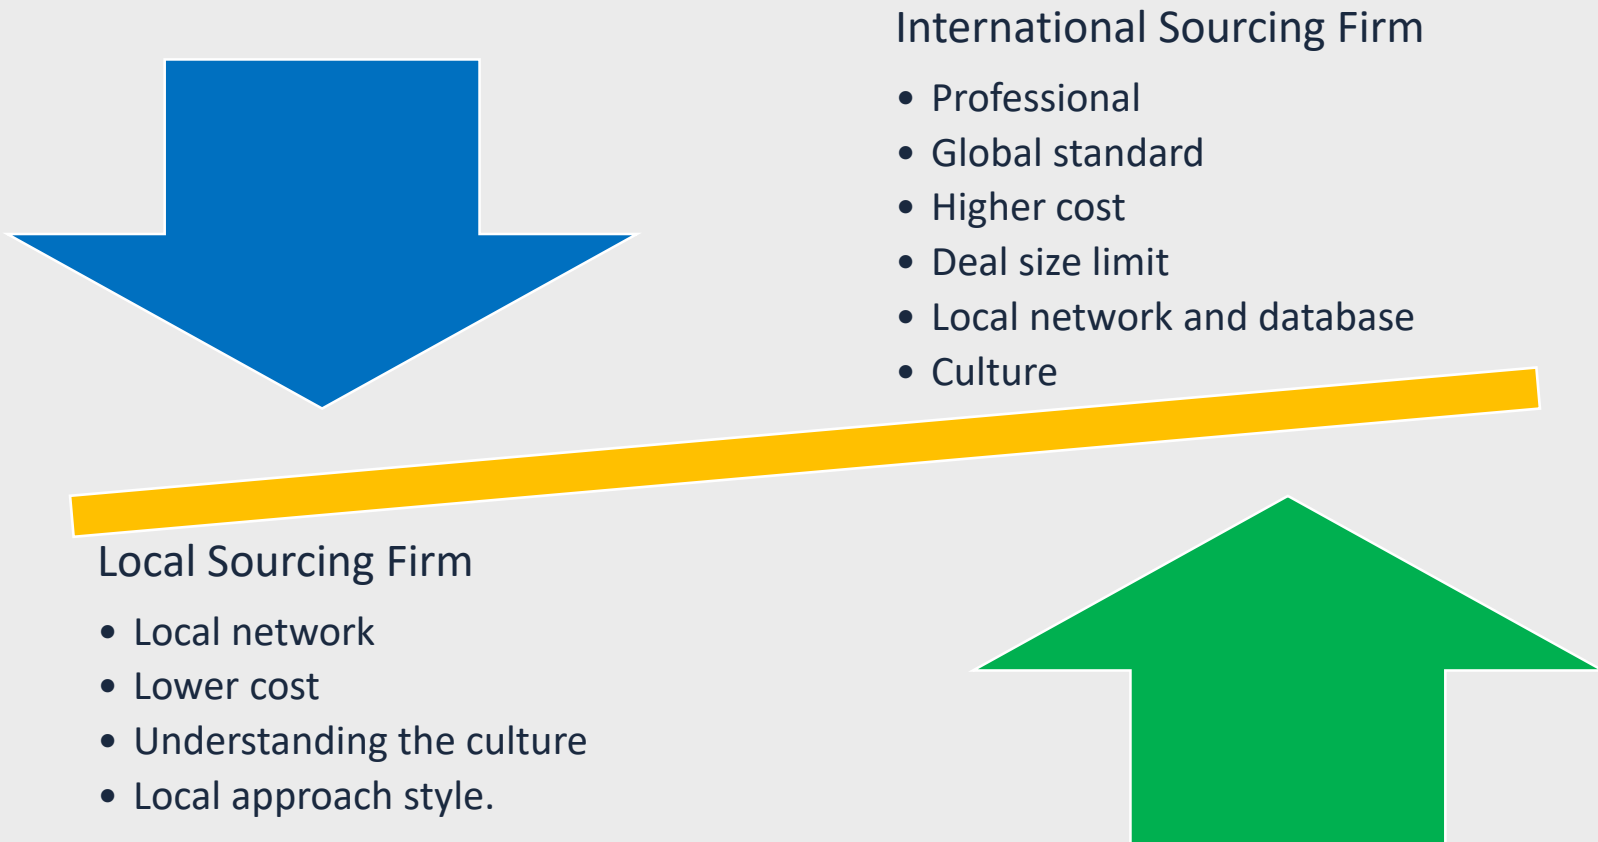 International Sourcing Firm
• Professional
• Global standard
• Higher cost
• Deal size limit
• Local network and database
• Culture
Local Sourcing Firm
• Local network
• Lower cost
• Understanding the culture
• Local approach style.